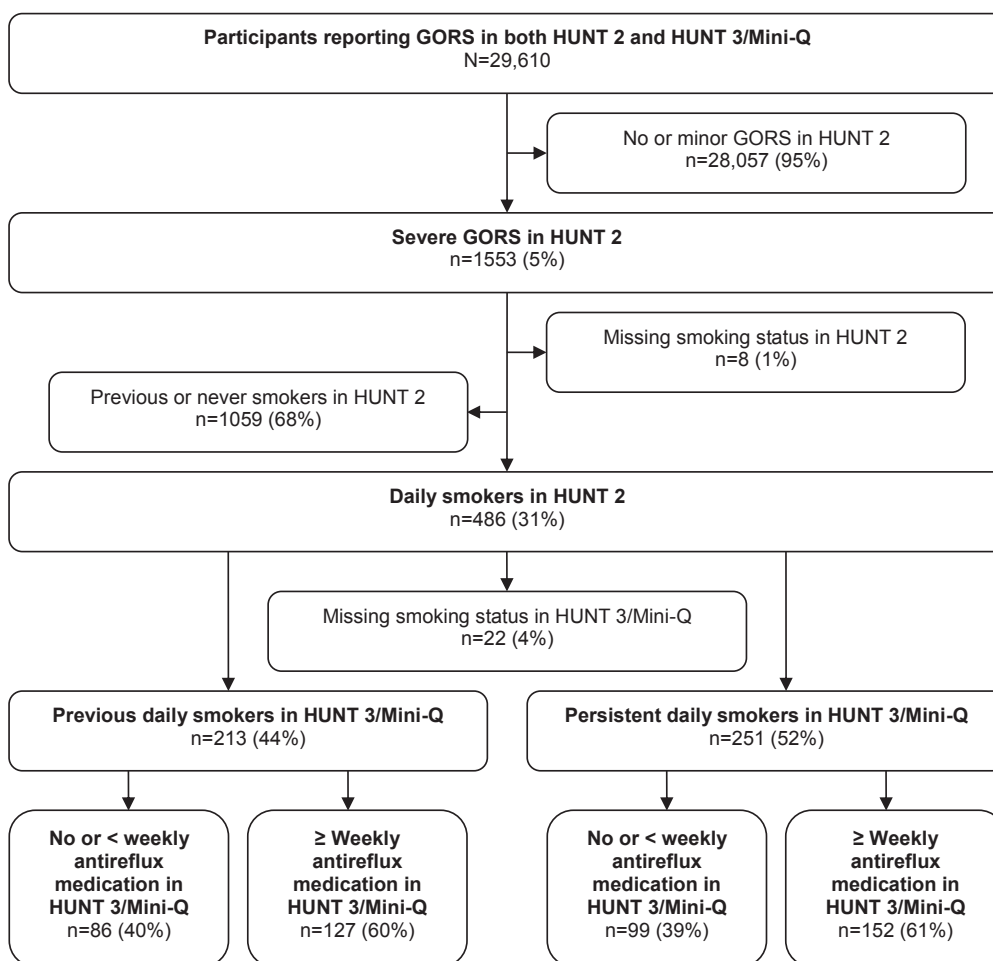 Participants reporting GORS in both HUNT 2 and HUNT 3/Mini-Q
N=29,610
No or minor GORS in HUNT 2
n=28,057 (95%)
Severe GORS in HUNT 2
n=1553 (5%)
Missing smoking status in HUNT 2
n=8 (1%)
Previous or never smokers in HUNT 2
n=1059 (68%)
Daily smokers in HUNT 2
n=486 (31%)
Missing smoking status in HUNT 3/Mini-Q
n=22 (4%)
Previous daily smokers in HUNT 3/Mini-Q
n=213 (44%)
Persistent daily smokers in HUNT 3/Mini-Q
n=251 (52%)
No or < weekly
antireflux
medication in
HUNT 3/Mini-Q
n=86 (40%)
≥ Weekly
antireflux
medication in
HUNT 3/Mini-Q
n=127 (60%)
No or < weekly
antireflux
medication in
HUNT 3/Mini-Q
n=99 (39%)
≥ Weekly
antireflux
medication in
HUNT 3/Mini-Q
n=152 (61%)